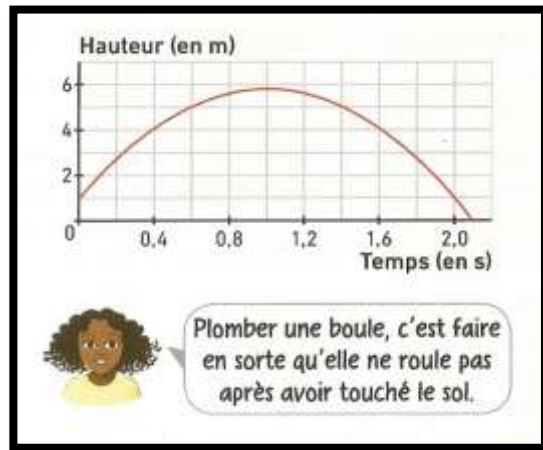 Hauteur (en m)
6
4
2
0
0,4 0,8 1,2 1,6 2,0
Temps (en s)
Plomber une boule, c'est faire
en sorte qu'elle ne roule pas
après avoir touché le sol.